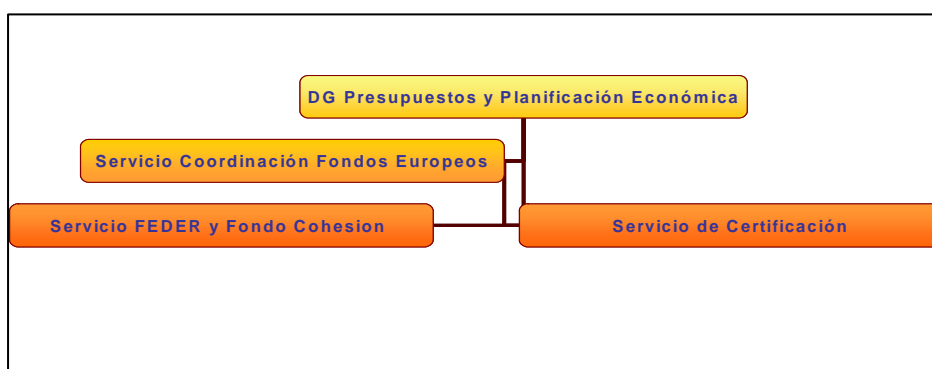 DG Presupuestos y Planificación Económica
Servicio Coordinación Fondos Europeos
Servicio FEDER y Fondo Cohesion
Servicio de Certificación